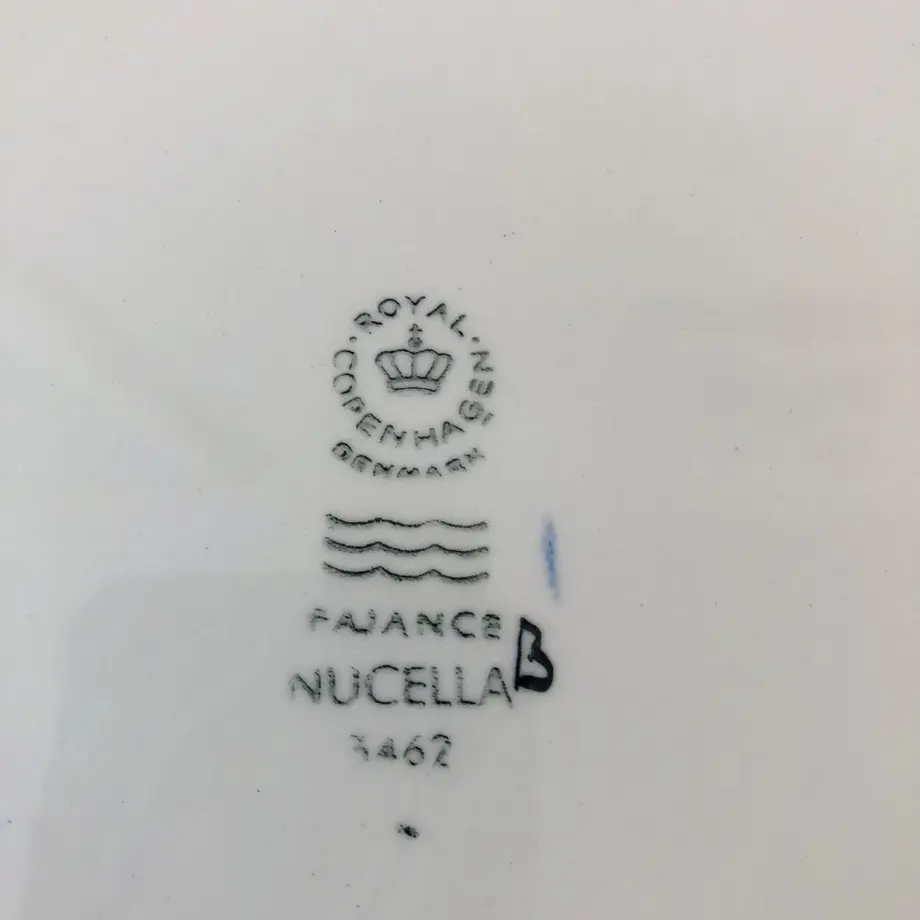 ROYAL
COPENHAGEN
DENMARK
FAJANCE
NUCELLA
B
3462